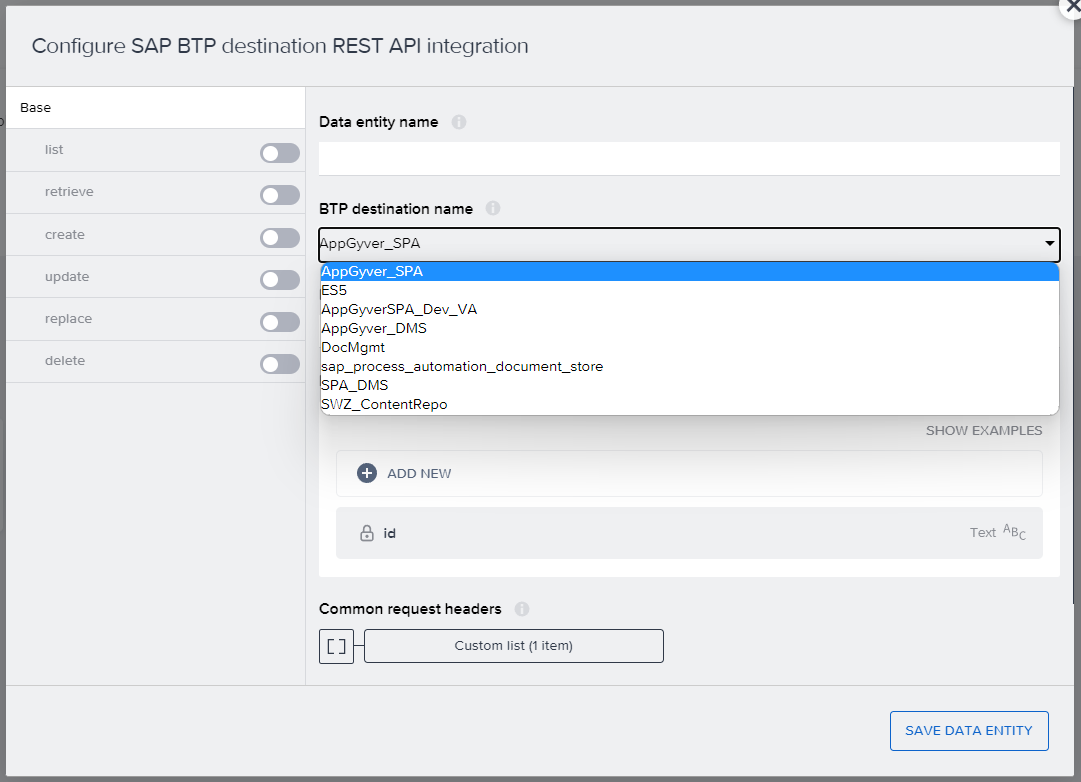 Configure SAP BTP destination REST API integration
Base
list
retrieve
create
update
replace
delete
Data entity name
BTP destination name
AppGyver_SPA
AppGyver_SPA
ES5
AppGyverSPA_Dev_VA
AppGyver_DMS
DocMgmt
sap_process_automation_document_store
SPA_DMS
SWZ_ContentRepo
SHOW EXAMPLES
ADD NEW
id Text ABC
Common request headers
Custom list (1 item)
SAVE DATA ENTITY